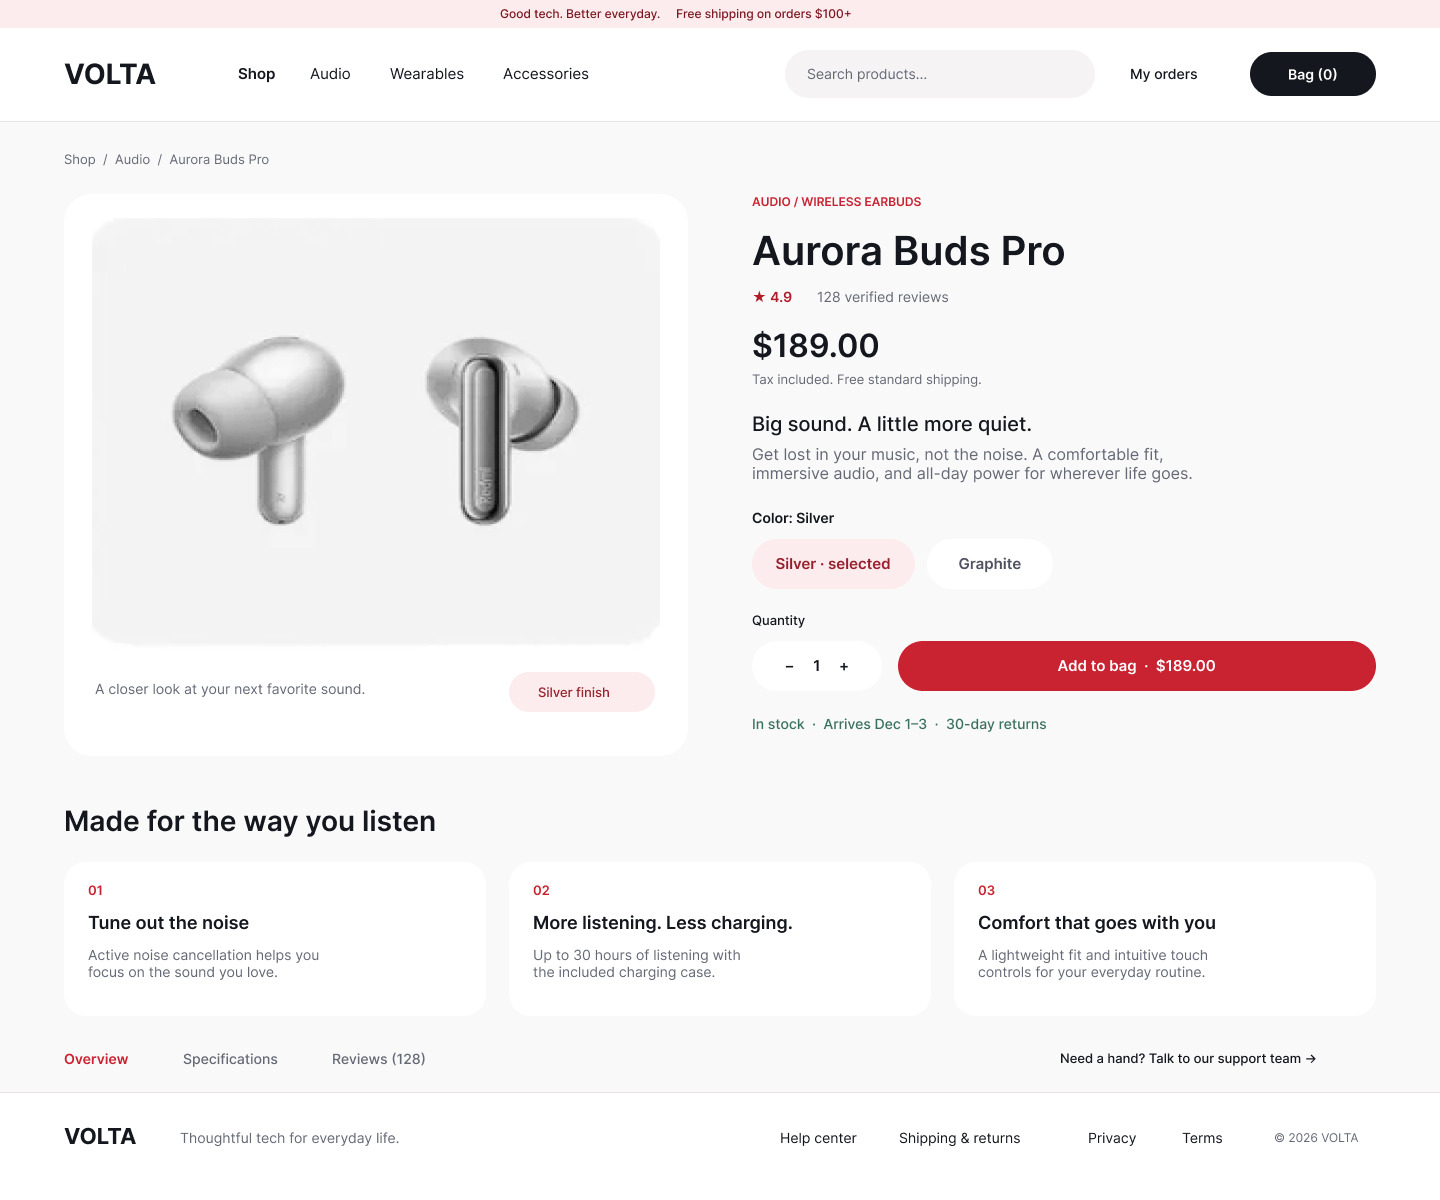 Good tech. Better everyday. Free shipping on orders $100+
VOLTA
Shop
Audio
Wearables
Accessories
Search products...
My orders
Bag (0)
Shop / Audio / Aurora Buds Pro
Redmi
A closer look at your next favorite sound.
Silver finish
AUDIO / WIRELESS EARBUDS
Aurora Buds Pro
★ 4.9 128 verified reviews
$189.00
Tax included. Free standard shipping.
Big sound. A little more quiet.
Get lost in your music, not the noise. A comfortable fit,
immersive audio, and all-day power for wherever life goes.
Color: Silver
Silver · selected
Graphite
Quantity
– 1 +
Add to bag · $189.00
In stock · Arrives Dec 1–3 · 30-day returns
Made for the way you listen
01
Tune out the noise
Active noise cancellation helps you
focus on the sound you love.
02
More listening. Less charging.
Up to 30 hours of listening with
the included charging case.
03
Comfort that goes with you
A lightweight fit and intuitive touch
controls for your everyday routine.
Overview
Specifications
Reviews (128)
Need a hand? Talk to our support team →
VOLTA
Thoughtful tech for everyday life.
Help center
Shipping & returns
Privacy
Terms
© 2026 VOLTA